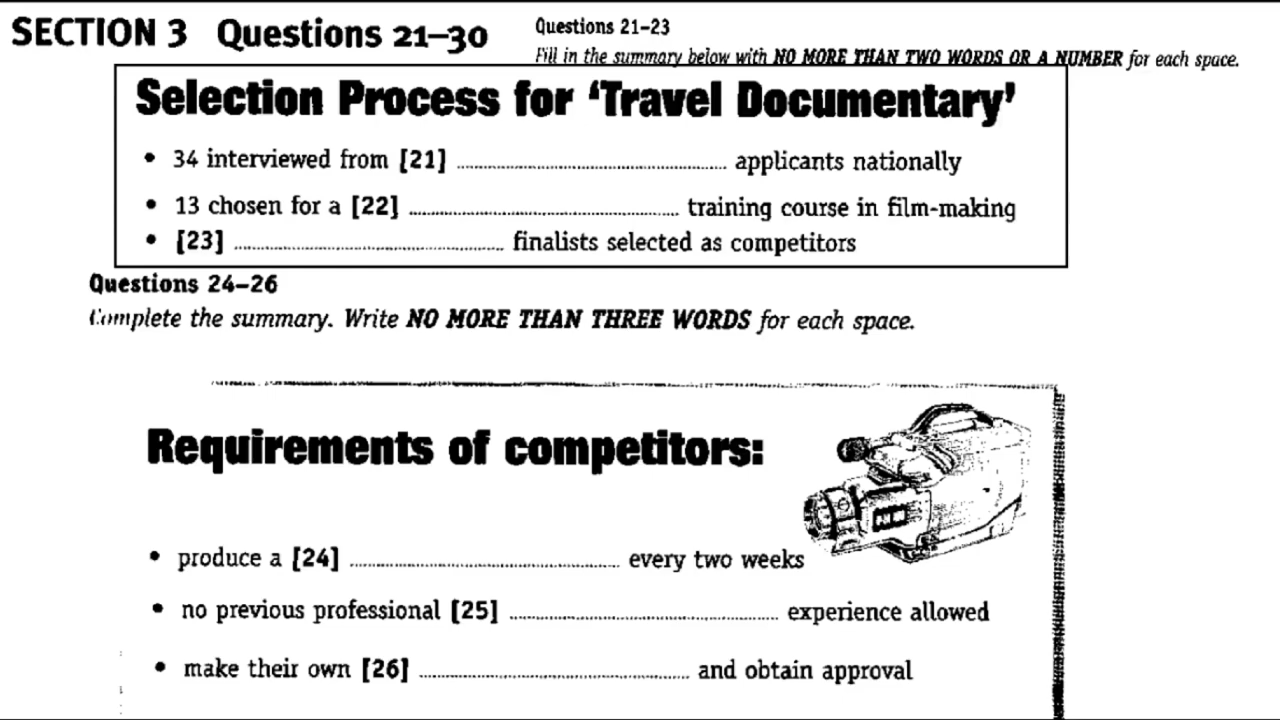 SECTION 3 Questions 21–30
Questions 21–23
Fill in the summary below with NO MORE THAN TWO WORDS OR A NUMBER for each space.
Selection Process for ‘Travel Documentary’
• 34 interviewed from [21] ........................................ applicants nationally
• 13 chosen for a [22] ........................................ training course in film-making
• [23] ........................................ finalists selected as competitors
Questions 24–26
Complete the summary. Write NO MORE THAN THREE WORDS for each space.
Requirements of competitors:
• produce a [24] ........................................ every two weeks
• no previous professional [25] ........................................ experience allowed
• make their own [26] ........................................ and obtain approval